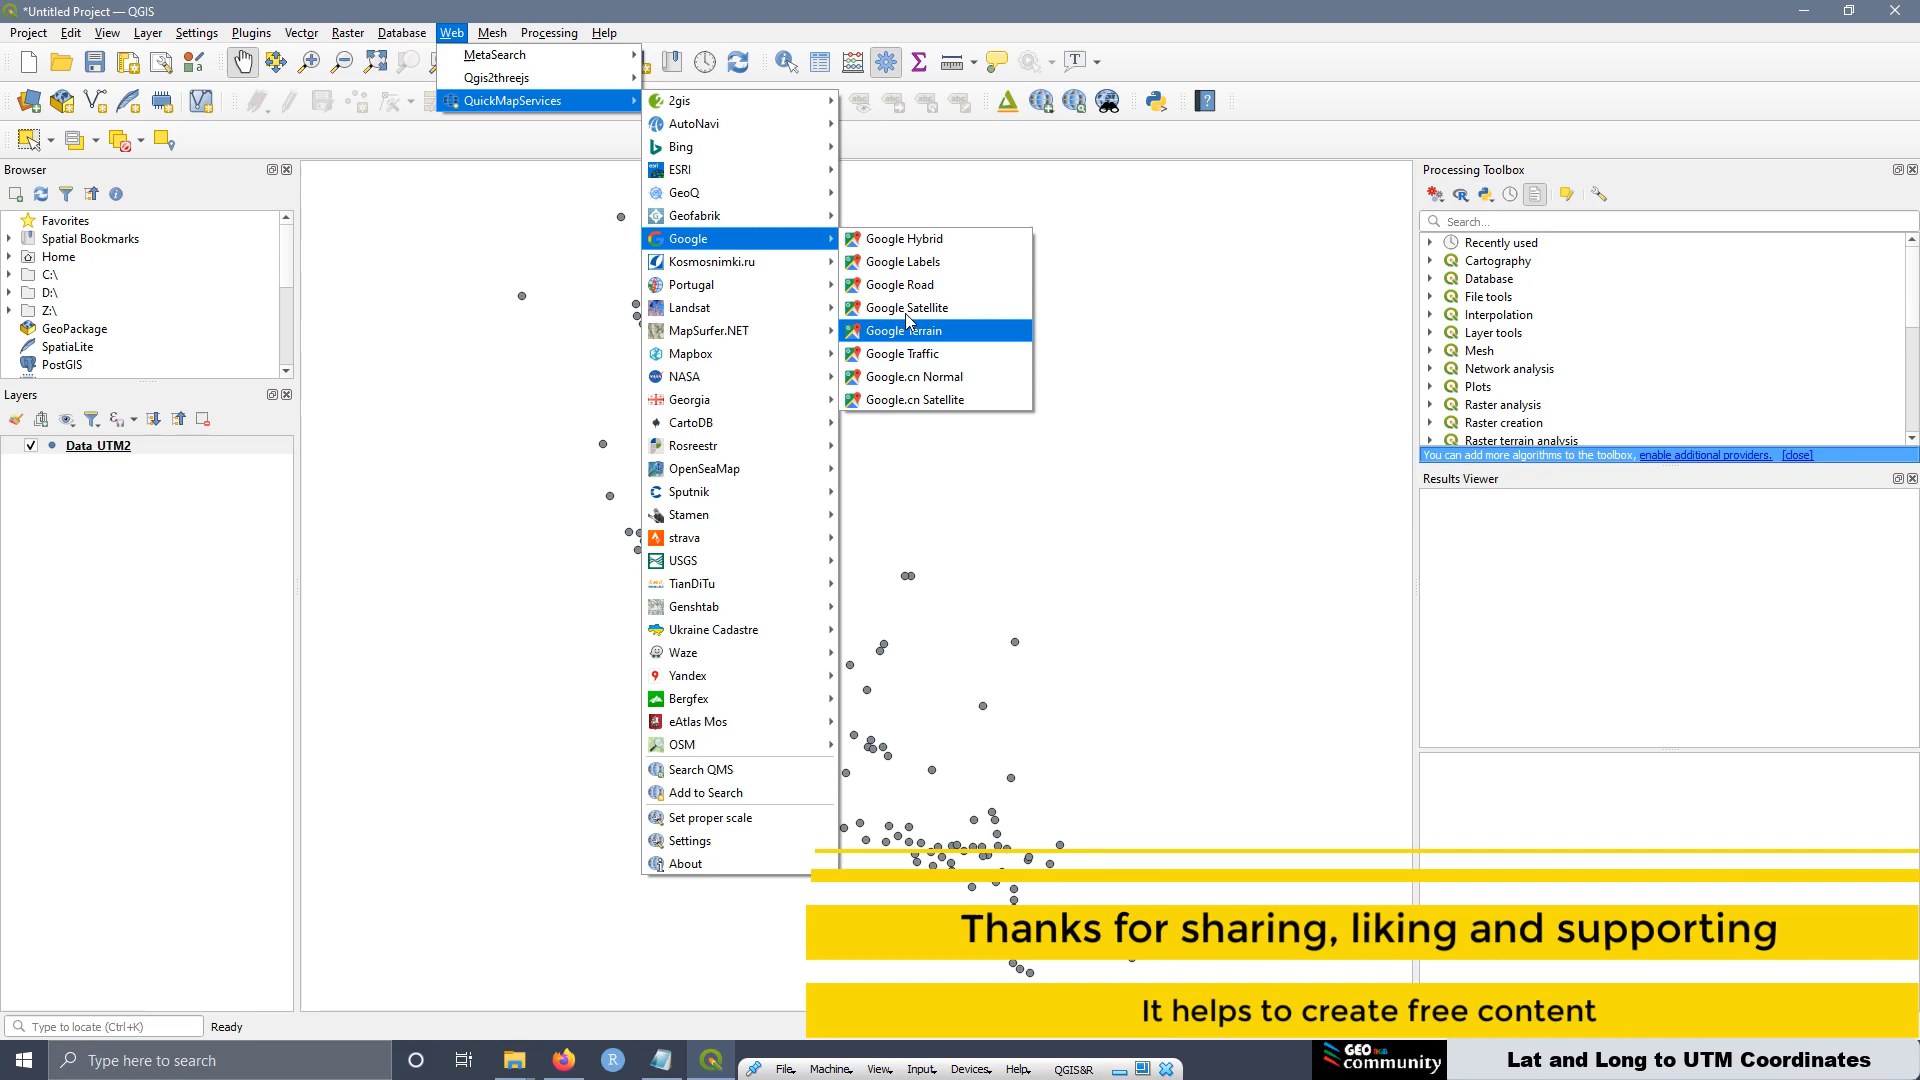 *Untitled Project — QGIS
Project Edit View Layer Settings Plugins Vector Raster Database Web Mesh Processing Help
MetaSearch
Qgis2threejs
QuickMapServices
2gis
AutoNavi
Bing
ESRI
GeoQ
Geofabrik
Google
Kosmosnimki.ru
Portugal
Landsat
MapSurfer.NET
Mapbox
NASA
Georgia
CartoDB
Rosreestr
OpenSeaMap
Sputnik
Stamen
strava
USGS
TianDiTu
Genshtab
Ukraine Cadastre
Waze
Yandex
Bergfex
eAtlas Mos
OSM
Search QMS
Add to Search
Set proper scale
Settings
About
Google Hybrid
Google Labels
Google Road
Google Satellite
Google Terrain
Google Traffic
Google.cn Normal
Google.cn Satellite
Browser
Favorites
Spatial Bookmarks
Home
C:\
D:\
Z:\
GeoPackage
SpatiaLite
PostGIS
Layers
Data_UTM2
Processing Toolbox
Search...
Recently used
Cartography
Database
File tools
Interpolation
Layer tools
Mesh
Network analysis
Plots
Raster analysis
Raster creation
Raster terrain analysis
You can add more algorithms to the toolbox, enable additional providers. [close]
Results Viewer
Thanks for sharing, liking and supporting
It helps to create free content
Type to locate (Ctrl+K) Ready
Type here to search
File Machine View Input Devices Help QGIS&R
GEO RGB community
Lat and Long to UTM Coordinates